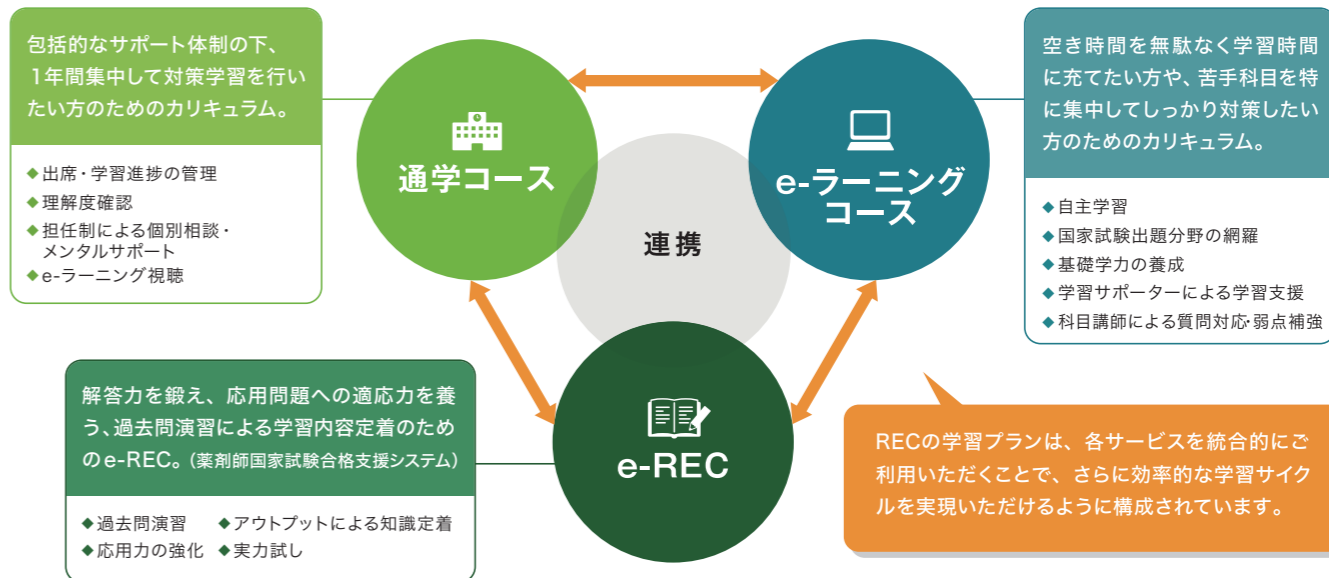 包括的なサポート体制の下、
1年間集中して対策学習を行い
たい方のためのカリキュラム。
◆出席・学習進捗の管理
◆理解度確認
◆担任制による個別相談・
メンタルサポート
◆e-ラーニング視聴
通学コース
e-ラーニング
コース
連携
空き時間を無駄なく学習時間
に充てたい方や、苦手科目を特
に集中してしっかり対策したい
方のためのカリキュラム。
◆自主学習
◆国家試験出題分野の網羅
◆基礎学力の養成
◆学習サポーターによる学習支援
◆科目講師による質問対応・弱点補強
解答力を鍛え、応用問題への適応力を養
う、過去問演習による学習内容定着のため
のe-REC。(薬剤師国家試験合格支援システム)
◆過去問演習 ◆アウトプットによる知識定着
◆応用力の強化 ◆実力試し
e-REC
RECの学習プランは、各サービスを統合的にご
利用いただくことで、さらに効率的な学習サイク
ルを実現いただけるように構成されています。